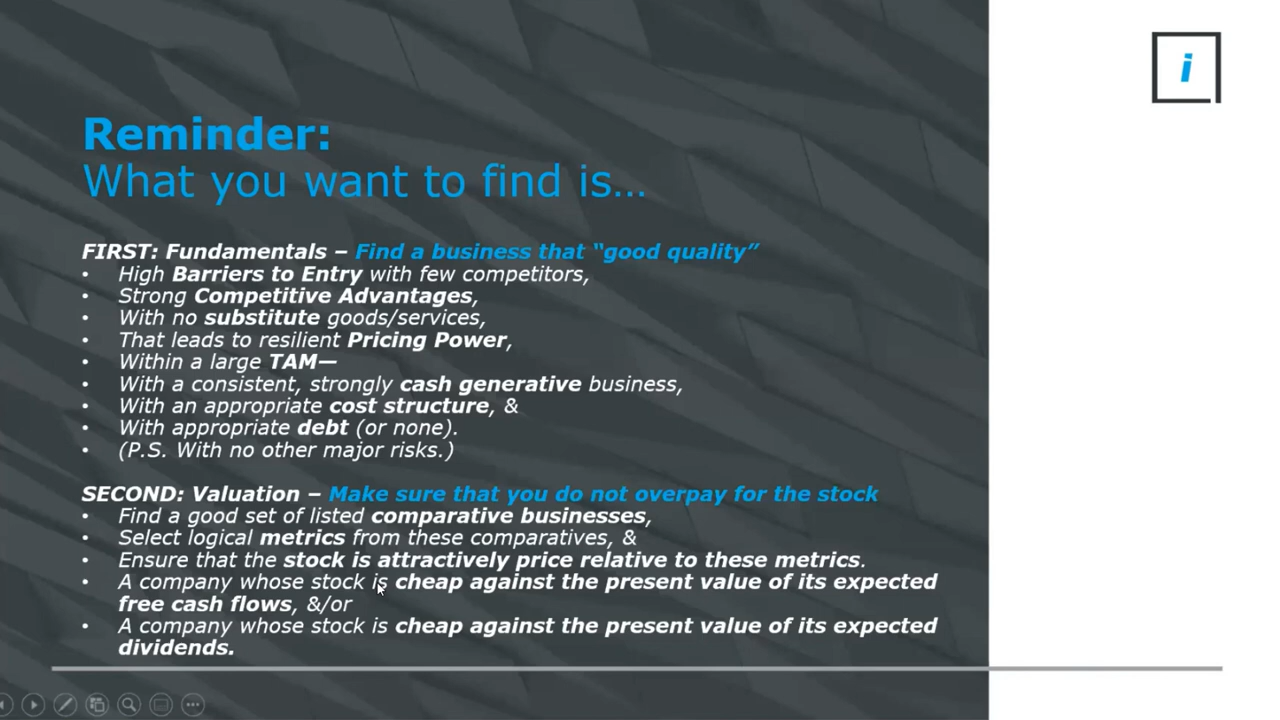 i
Reminder:
What you want to find is…
FIRST: Fundamentals – Find a business that “good quality”
• High Barriers to Entry with few competitors,
• Strong Competitive Advantages,
• With no substitute goods/services,
• That leads to resilient Pricing Power,
• Within a large TAM—
• With a consistent, strongly cash generative business,
• With an appropriate cost structure, &
• With appropriate debt (or none).
• (P.S. With no other major risks.)
SECOND: Valuation – Make sure that you do not overpay for the stock
• Find a good set of listed comparative businesses,
• Select logical metrics from these comparatives, &
• Ensure that the stock is attractively price relative to these metrics.
• A company whose stock is cheap against the present value of its expected
free cash flows, &/or
• A company whose stock is cheap against the present value of its expected
dividends.